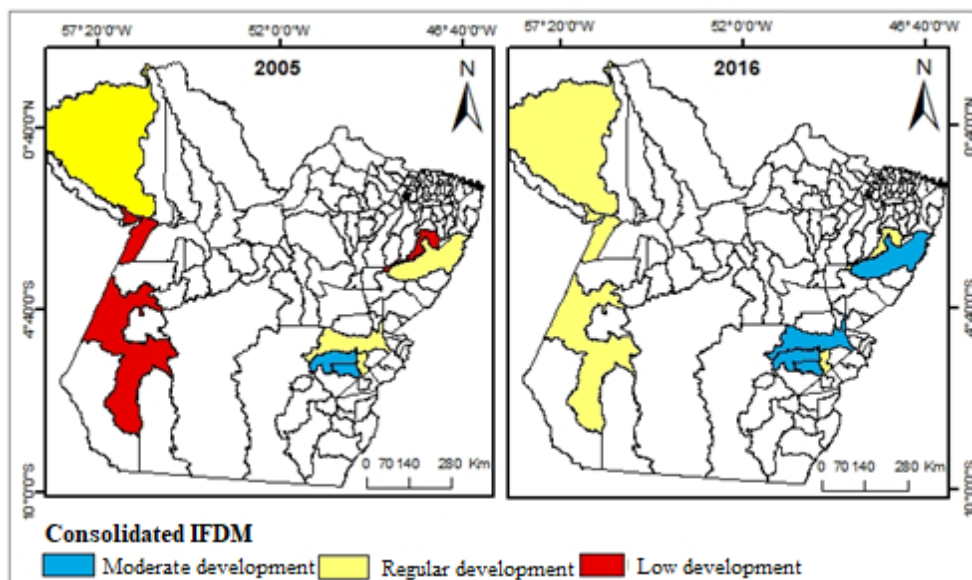 57°20'0"W 52°0'0"W 46°40'0"W 57°20'0"W 52°0'0"W 46°40'0"W
2005 N 2016 N
0°40'0"N 0°40'0"N
4°40'0"S 4°40'0"S
0 70 140 280 Km 0 70 140 280 Km
10°0'0"S 10°0'0"S
Consolidated IFDM
Moderate development Regular development Low development